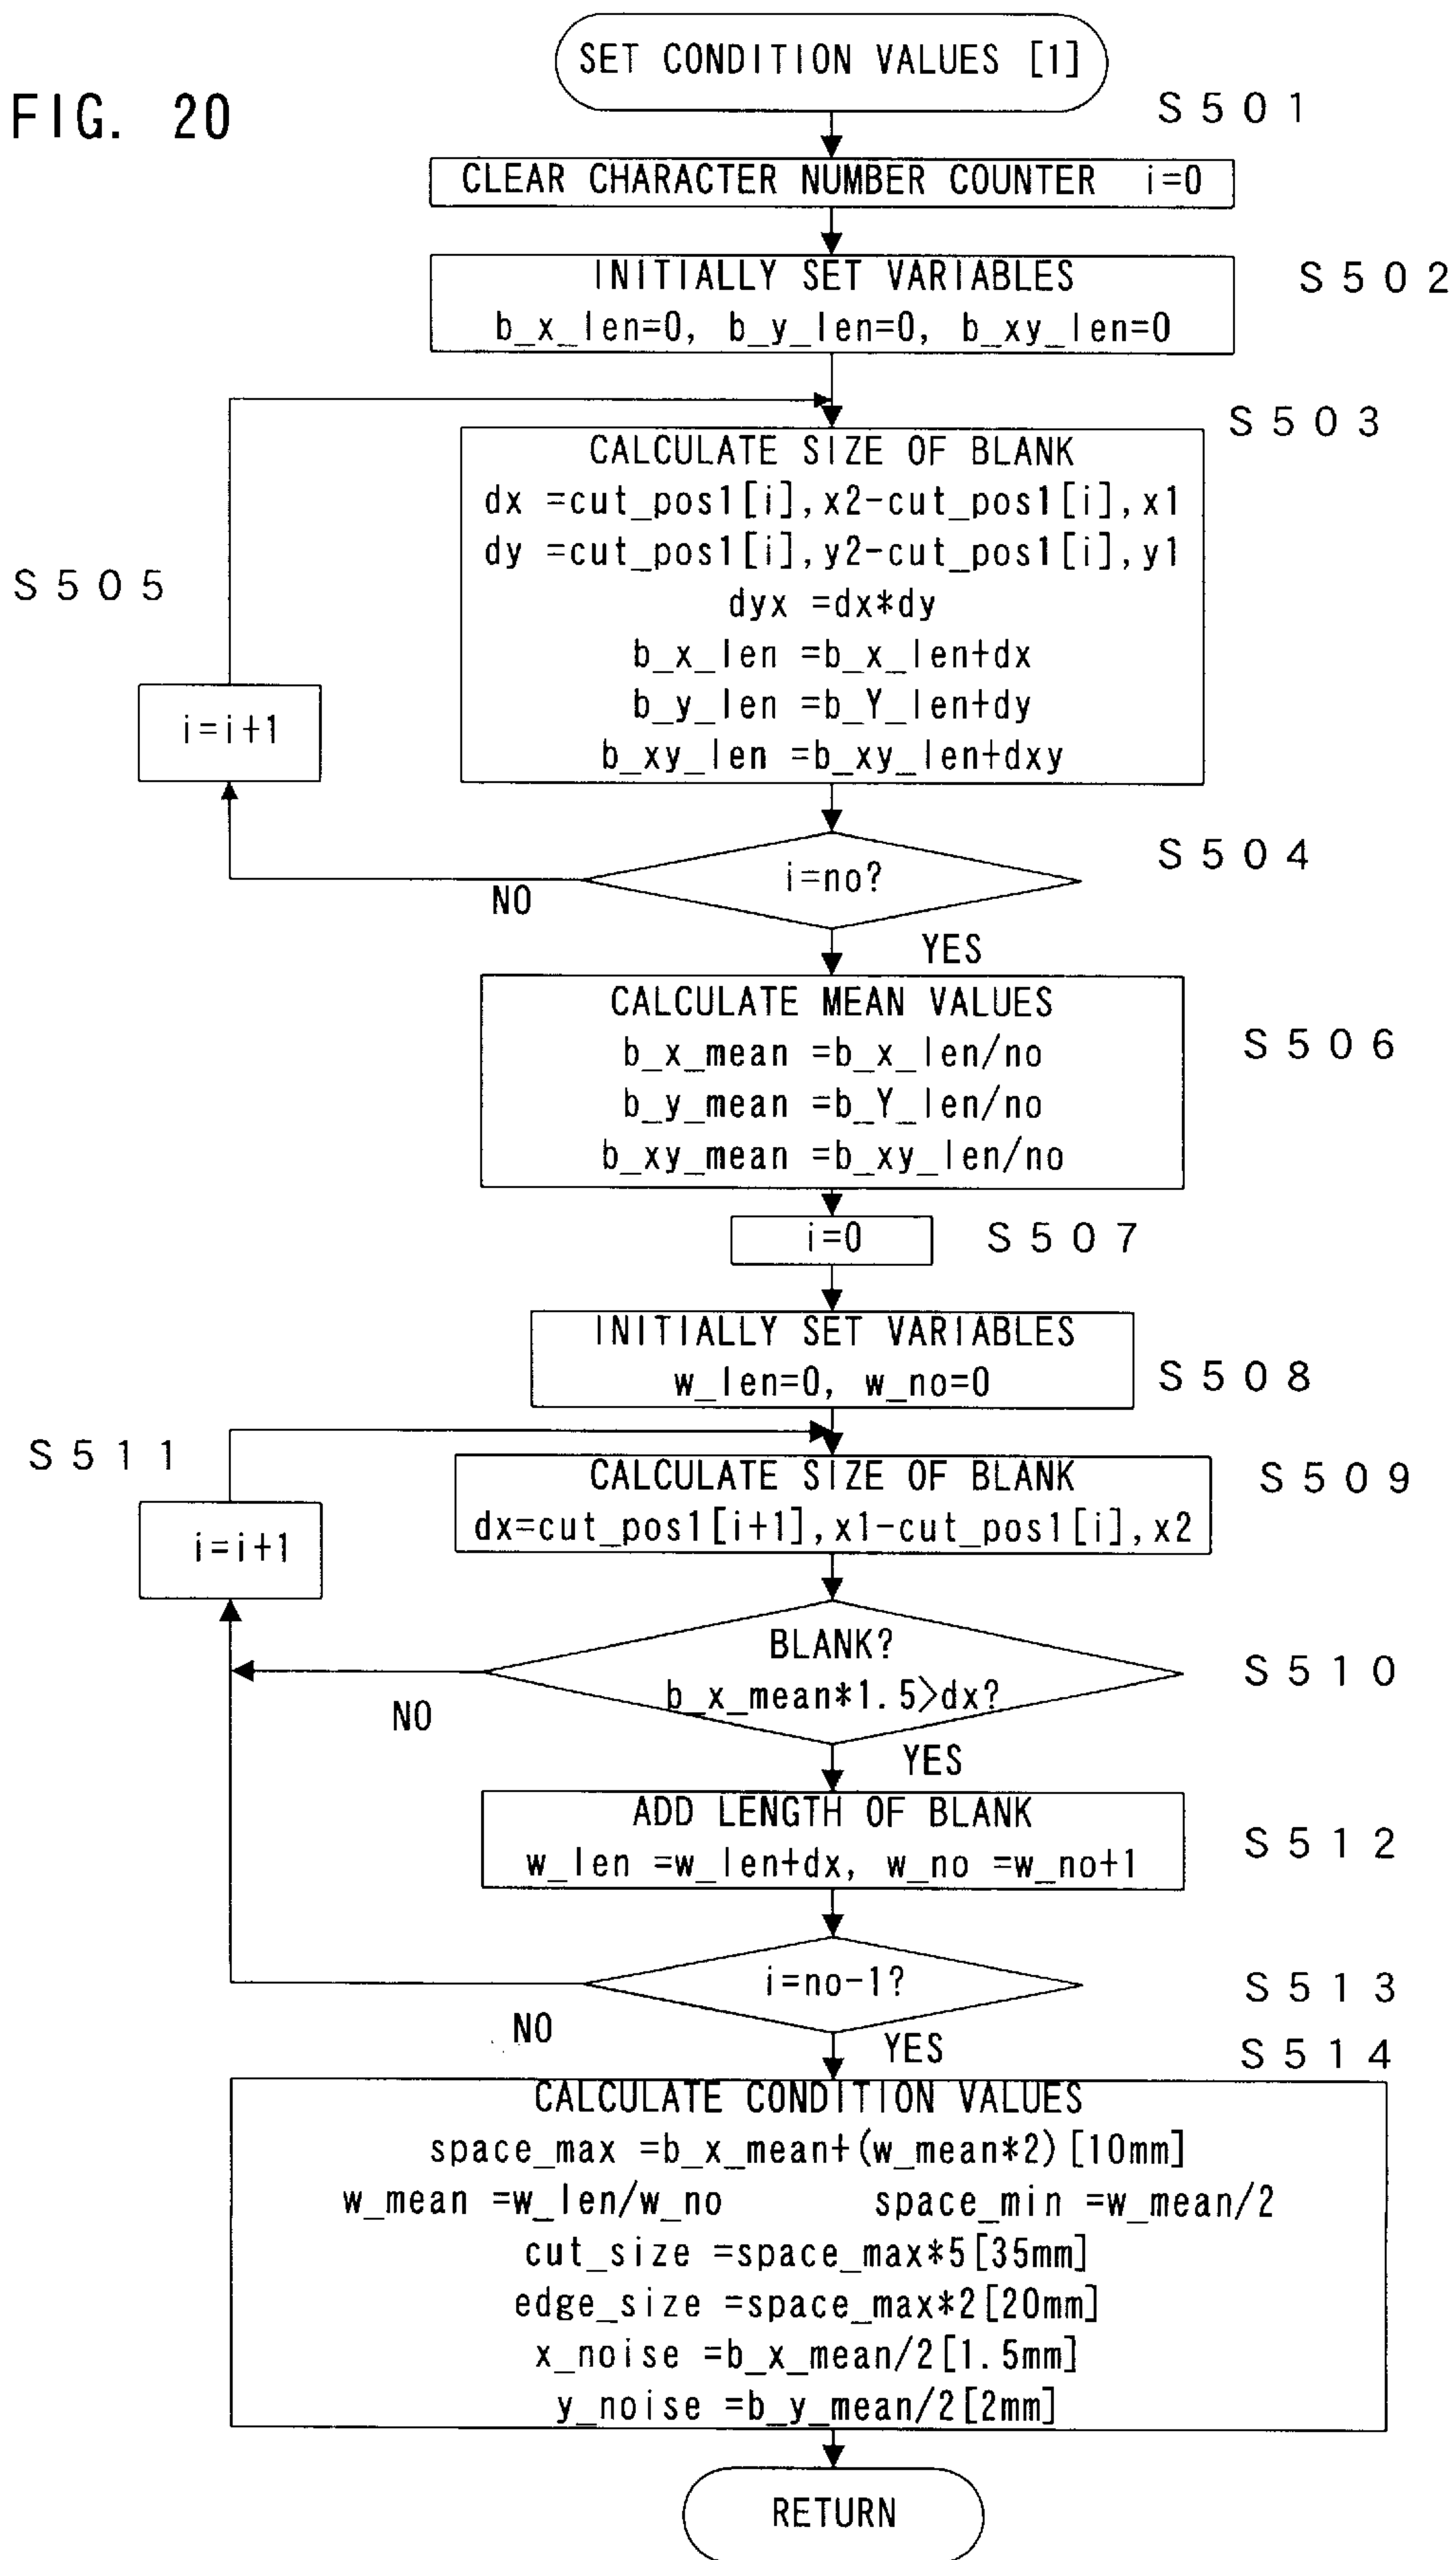 SET CONDITION VALUES [1]
FIG. 20
S501
CLEAR CHARACTER NUMBER COUNTER i=0
INITIALLY SET VARIABLES
S502
b_x_len=0, b_y_len=0, b_xy_len=0
S503
CALCULATE SIZE OF BLANK
dx =cut_pos1[i],x2-cut_pos1[i],x1
dy =cut_pos1[i],y2-cut_pos1[i],y1
S505
dyx =dx*dy
b_x_len =b_x_len+dx
b_y_len =b_Y_len+dy
i=i+1
b_xy_len =b_xy_len+dxy
S504
i=no?
NO
YES
CALCULATE MEAN VALUES
S506
b_x_mean =b_x_len/no
b_y_mean =b_Y_len/no
b_xy_mean =b_xy_len/no
i=0
S507
INITIALLY SET VARIABLES
w_len=0, w_no=0
S508
S511
CALCULATE SIZE OF BLANK
S509
dx=cut_pos1[i+1],x1-cut_pos1[i],x2
i=i+1
BLANK?
b_x_mean*1.5>dx?
S510
NO
YES
ADD LENGTH OF BLANK
w_len =w_len+dx, w_no =w_no+1
S512
i=no-1?
S513
NO
YES
S514
CALCULATE CONDITION VALUES
space_max =b_x_mean+(w_mean*2)[10mm]
w_mean =w_len/w_no space_min =w_mean/2
cut_size =space_max*5[35mm]
edge_size =space_max*2[20mm]
x_noise =b_x_mean/2[1.5mm]
y_noise =b_y_mean/2[2mm]
RETURN